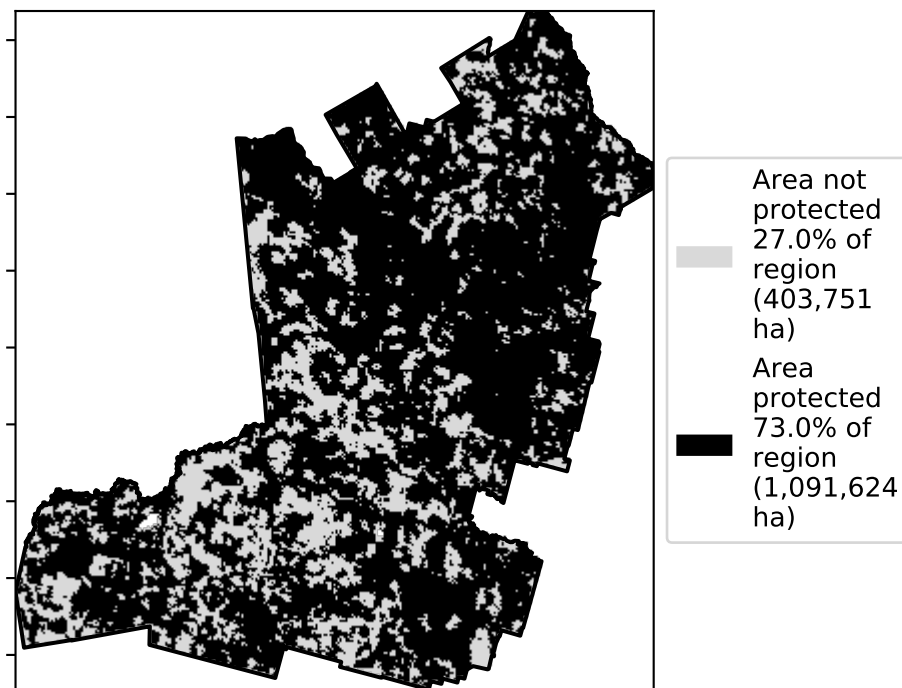 Area not
protected
27.0% of
region
(403,751
ha)
Area
protected
73.0% of
region
(1,091,624
ha)